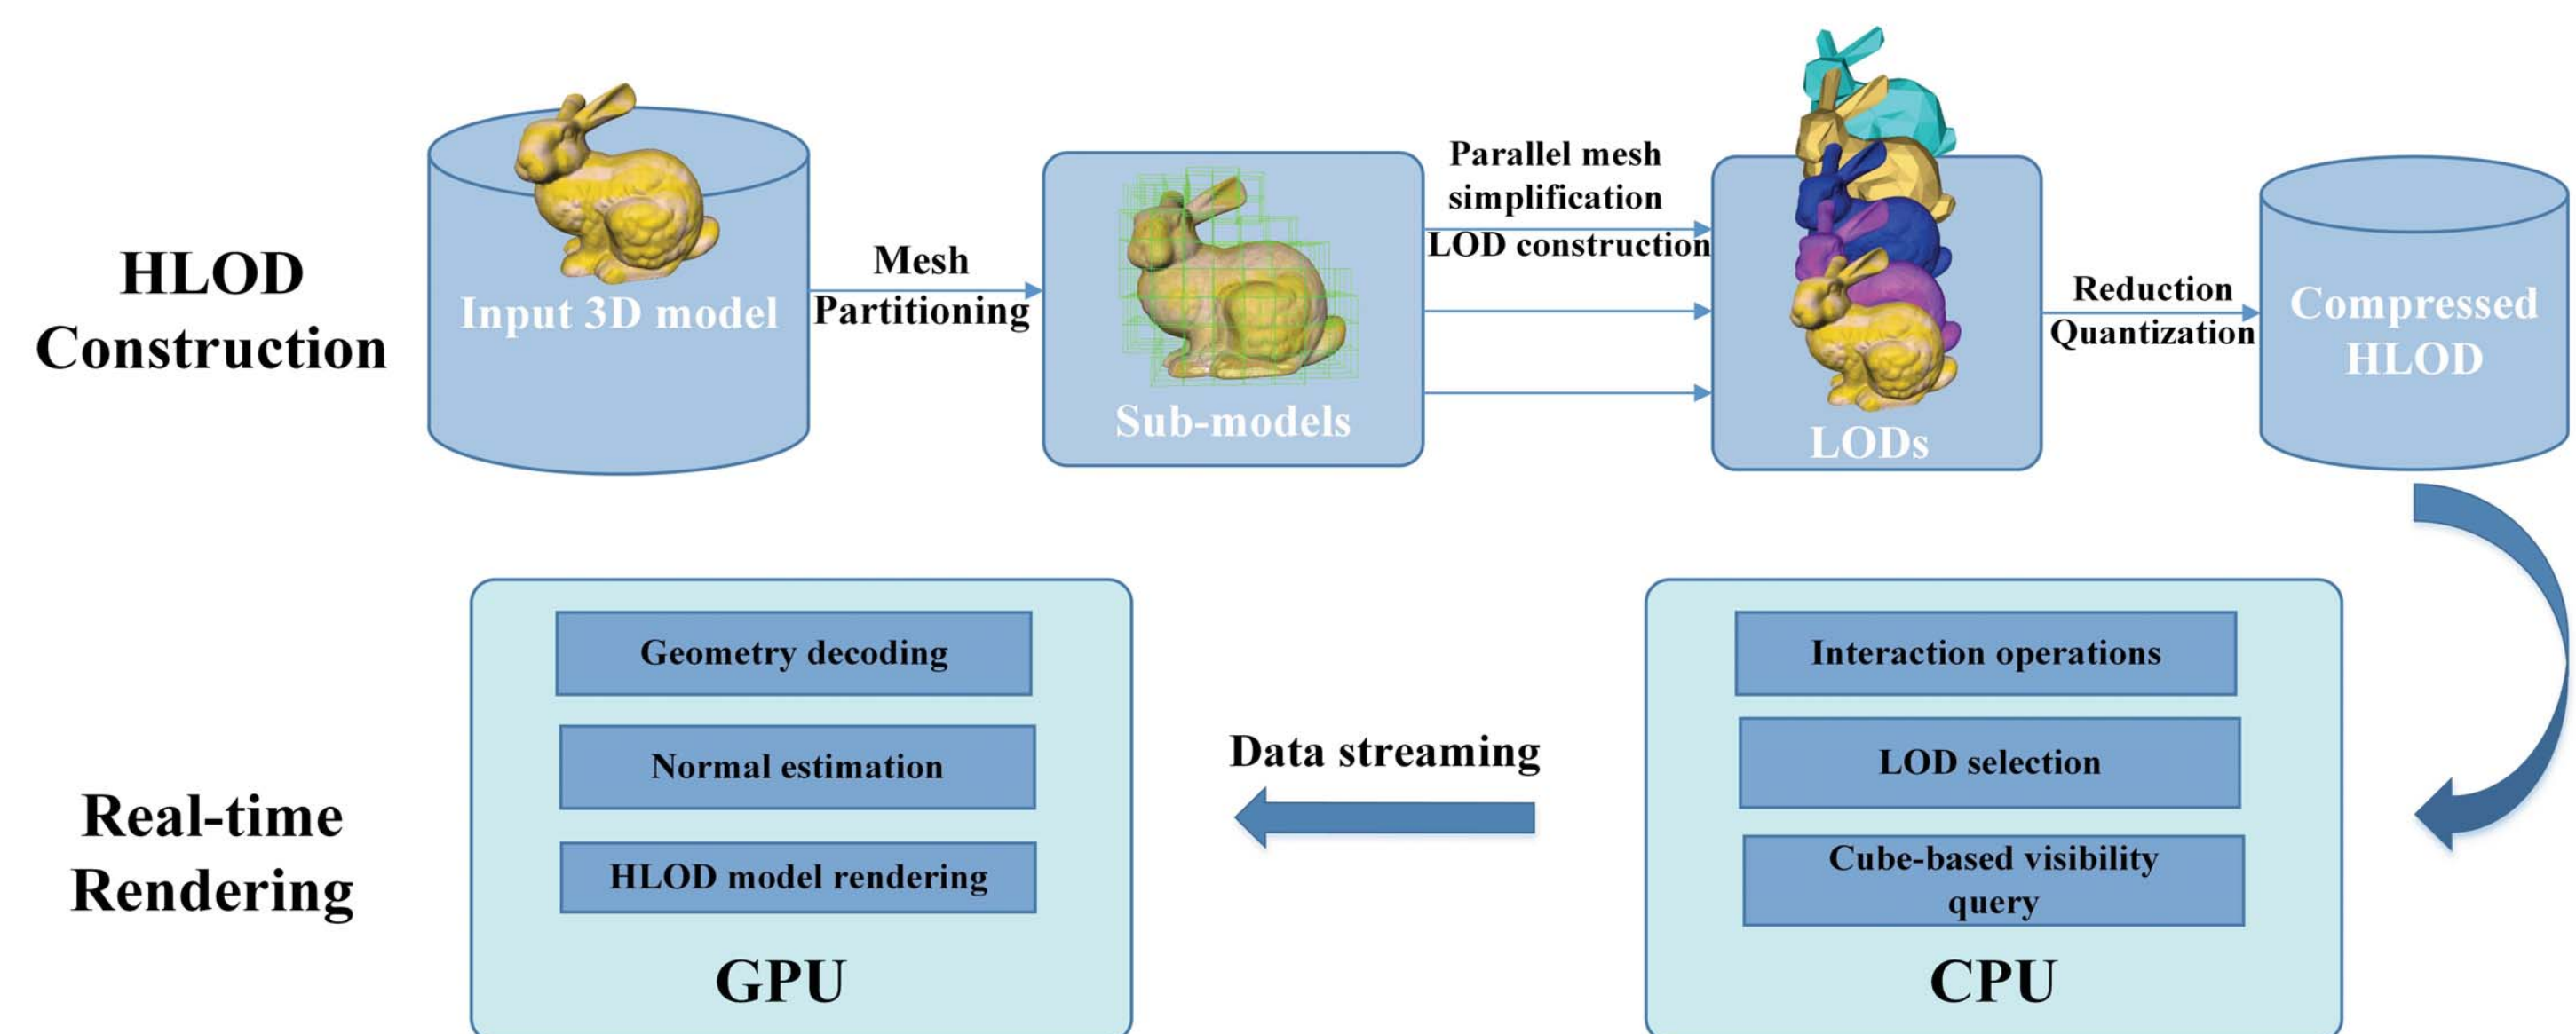 HLOD
Construction
Input 3D model
Mesh
Partitioning
Sub-models
Parallel mesh
simplification
LOD construction
LODs
Reduction
Quantization
Compressed
HLOD
Real-time
Rendering
Geometry decoding
Normal estimation
HLOD model rendering
GPU
Data streaming
Interaction operations
LOD selection
Cube-based visibility
query
CPU